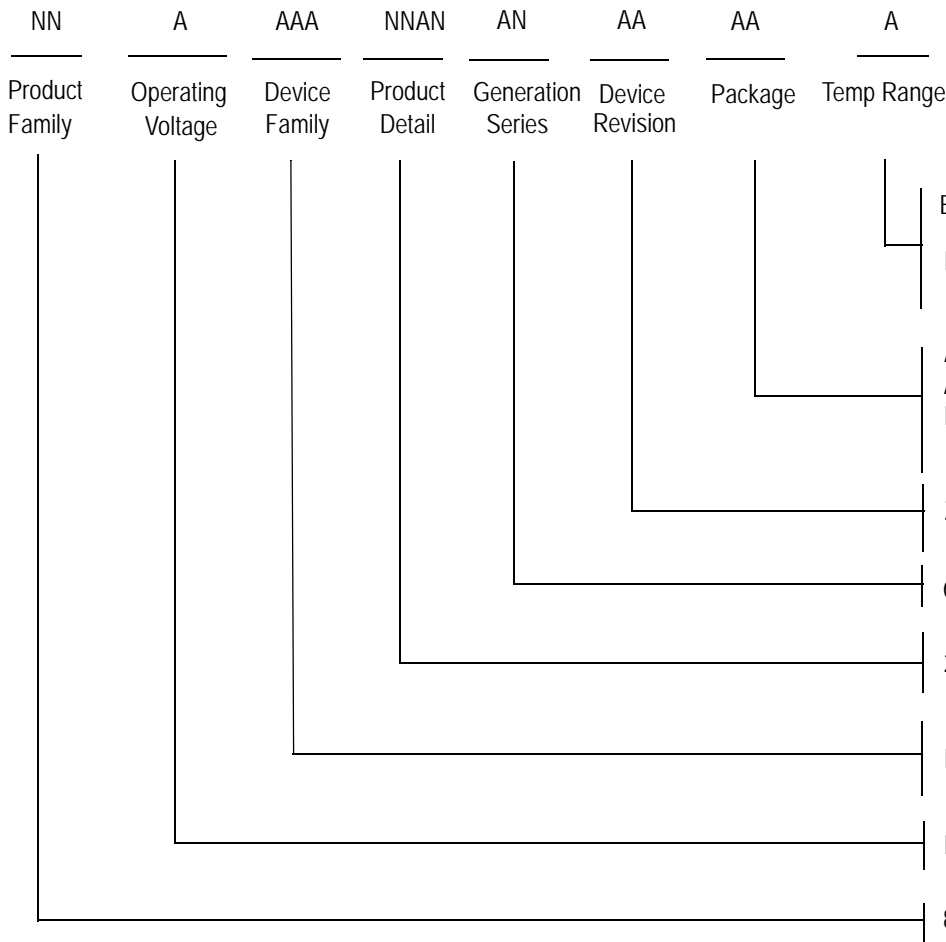 NN A AAA NNAN AN AA AA A
Product Operating Device Product Generation Device Package Temp Range
Family Voltage Family Detail Series Revision